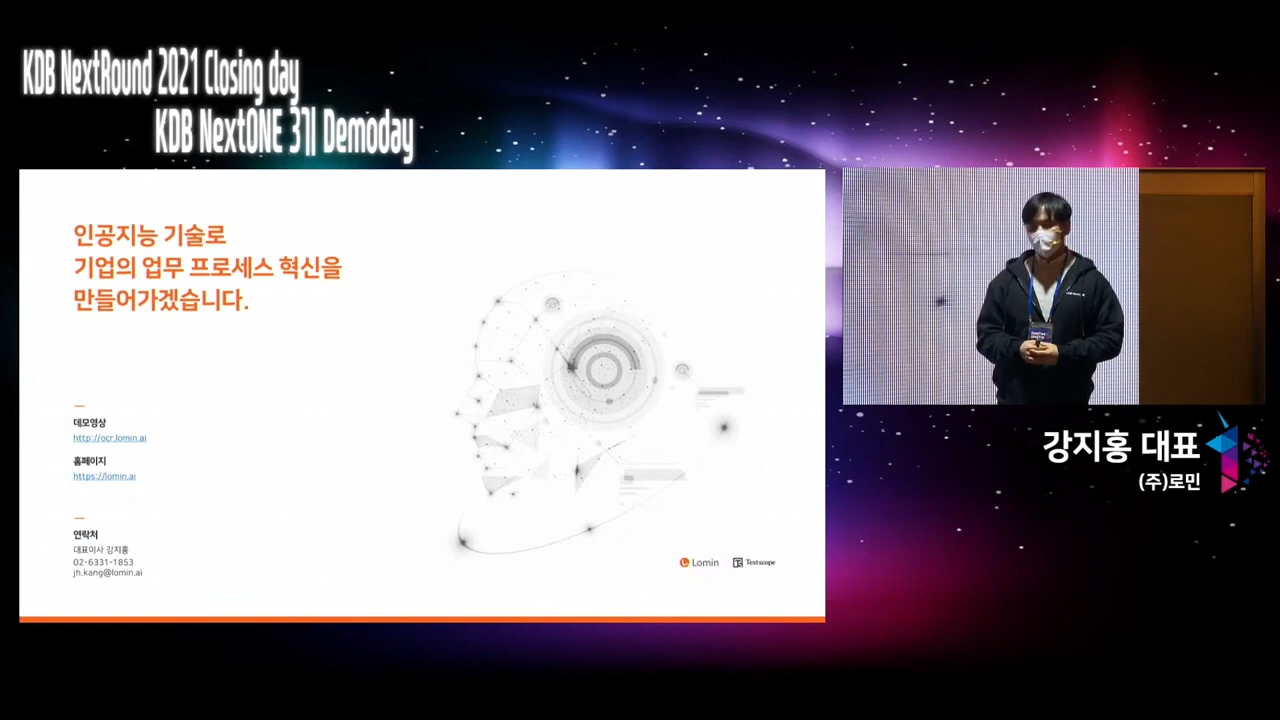 KDB NextRound 2021 Closing day
KDB NextONE 3기 Demoday
인공지능 기술로
기업의 업무 프로세스 혁신을
만들어가겠습니다.
데모영상
http://ocr.lomin.ai
홈페이지
https://lomin.ai
연락처
대표이사 강지홍
02-6331-1853
jh.kang@lomin.ai
Lomin
Textscope
강지홍 대표
(주)로민